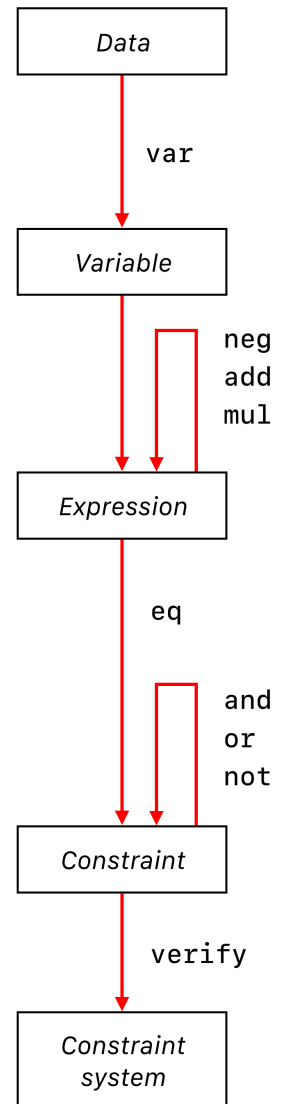 Data
var
Variable
neg
add
mul
Expression
eq
and
or
not
Constraint
verify
Constraint
system